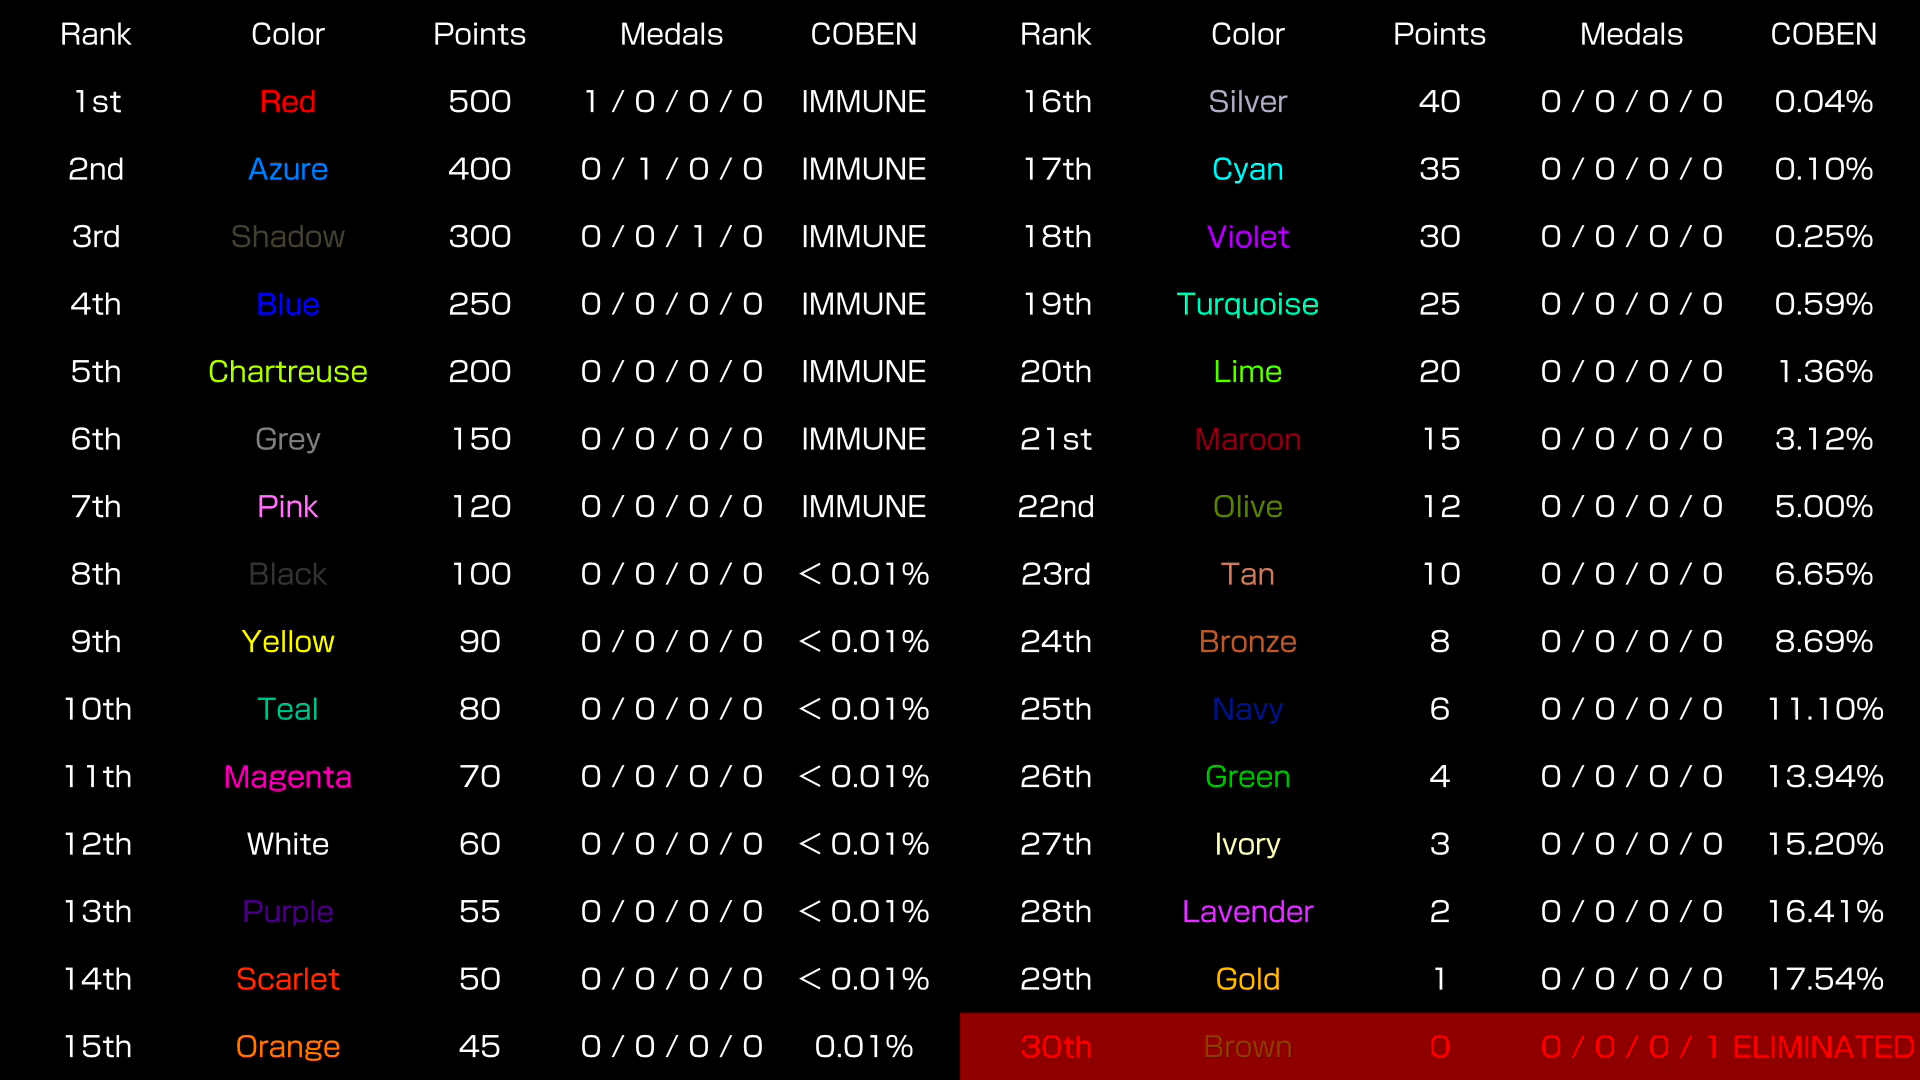 Rank Color Points Medals COBEN
1st Red 500 1 / 0 / 0 / 0 IMMUNE
2nd Azure 400 0 / 1 / 0 / 0 IMMUNE
3rd Shadow 300 0 / 0 / 1 / 0 IMMUNE
4th Blue 250 0 / 0 / 0 / 0 IMMUNE
5th Chartreuse 200 0 / 0 / 0 / 0 IMMUNE
6th Grey 150 0 / 0 / 0 / 0 IMMUNE
7th Pink 120 0 / 0 / 0 / 0 IMMUNE
8th Black 100 0 / 0 / 0 / 0 < 0.01%
9th Yellow 90 0 / 0 / 0 / 0 < 0.01%
10th Teal 80 0 / 0 / 0 / 0 < 0.01%
11th Magenta 70 0 / 0 / 0 / 0 < 0.01%
12th White 60 0 / 0 / 0 / 0 < 0.01%
13th Purple 55 0 / 0 / 0 / 0 < 0.01%
14th Scarlet 50 0 / 0 / 0 / 0 < 0.01%
15th Orange 45 0 / 0 / 0 / 0 0.01%
Rank Color Points Medals COBEN
16th Silver 40 0 / 0 / 0 / 0 0.04%
17th Cyan 35 0 / 0 / 0 / 0 0.10%
18th Violet 30 0 / 0 / 0 / 0 0.25%
19th Turquoise 25 0 / 0 / 0 / 0 0.59%
20th Lime 20 0 / 0 / 0 / 0 1.36%
21st Maroon 15 0 / 0 / 0 / 0 3.12%
22nd Olive 12 0 / 0 / 0 / 0 5.00%
23rd Tan 10 0 / 0 / 0 / 0 6.65%
24th Bronze 8 0 / 0 / 0 / 0 8.69%
25th Navy 6 0 / 0 / 0 / 0 11.10%
26th Green 4 0 / 0 / 0 / 0 13.94%
27th Ivory 3 0 / 0 / 0 / 0 15.20%
28th Lavender 2 0 / 0 / 0 / 0 16.41%
29th Gold 1 0 / 0 / 0 / 0 17.54%
30th Brown 0 0 / 0 / 0 / 1 ELIMINATED